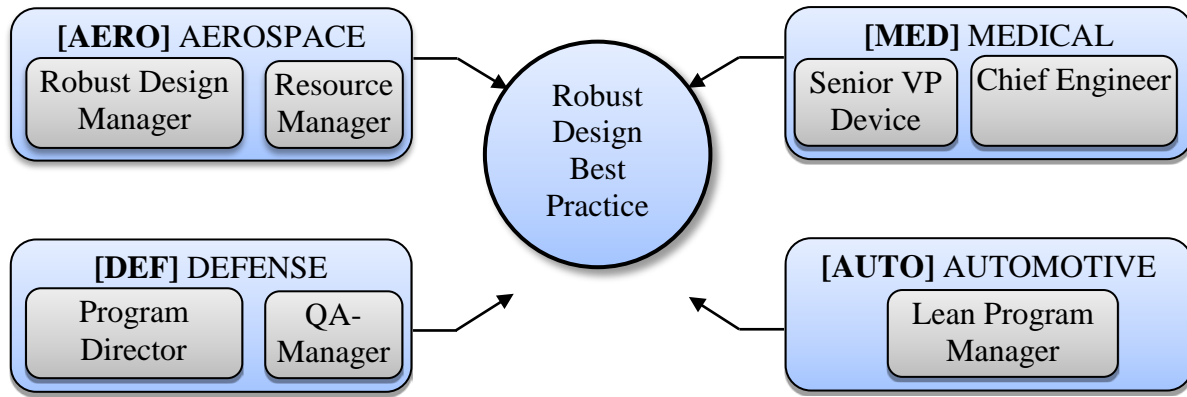 [AERO] AEROSPACE
Robust Design
Manager
Resource
Manager
Robust
Design
Best
Practice
[MED] MEDICAL
Senior VP
Device
Chief Engineer
[DEF] DEFENSE
Program
Director
QA-
Manager
[AUTO] AUTOMOTIVE
Lean Program
Manager